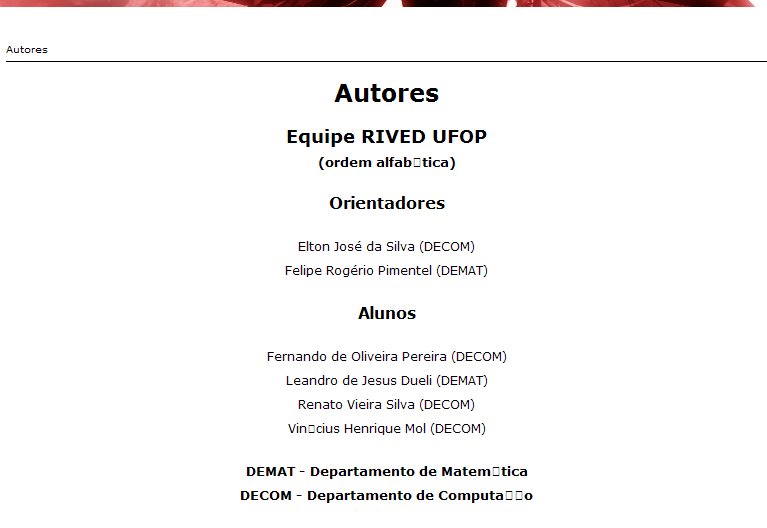 Autores
Autores
Equipe RIVED UFOP
(ordem alfab□tica)
Orientadores
Elton José da Silva (DECOM)
Felipe Rogério Pimentel (DEMAT)
Alunos
Fernando de Oliveira Pereira (DECOM)
Leandro de Jesus Dueli (DEMAT)
Renato Vieira Silva (DECOM)
Vin□cius Henrique Mol (DECOM)
DEMAT - Departamento de Matem□tica
DECOM - Departamento de Computa□□o